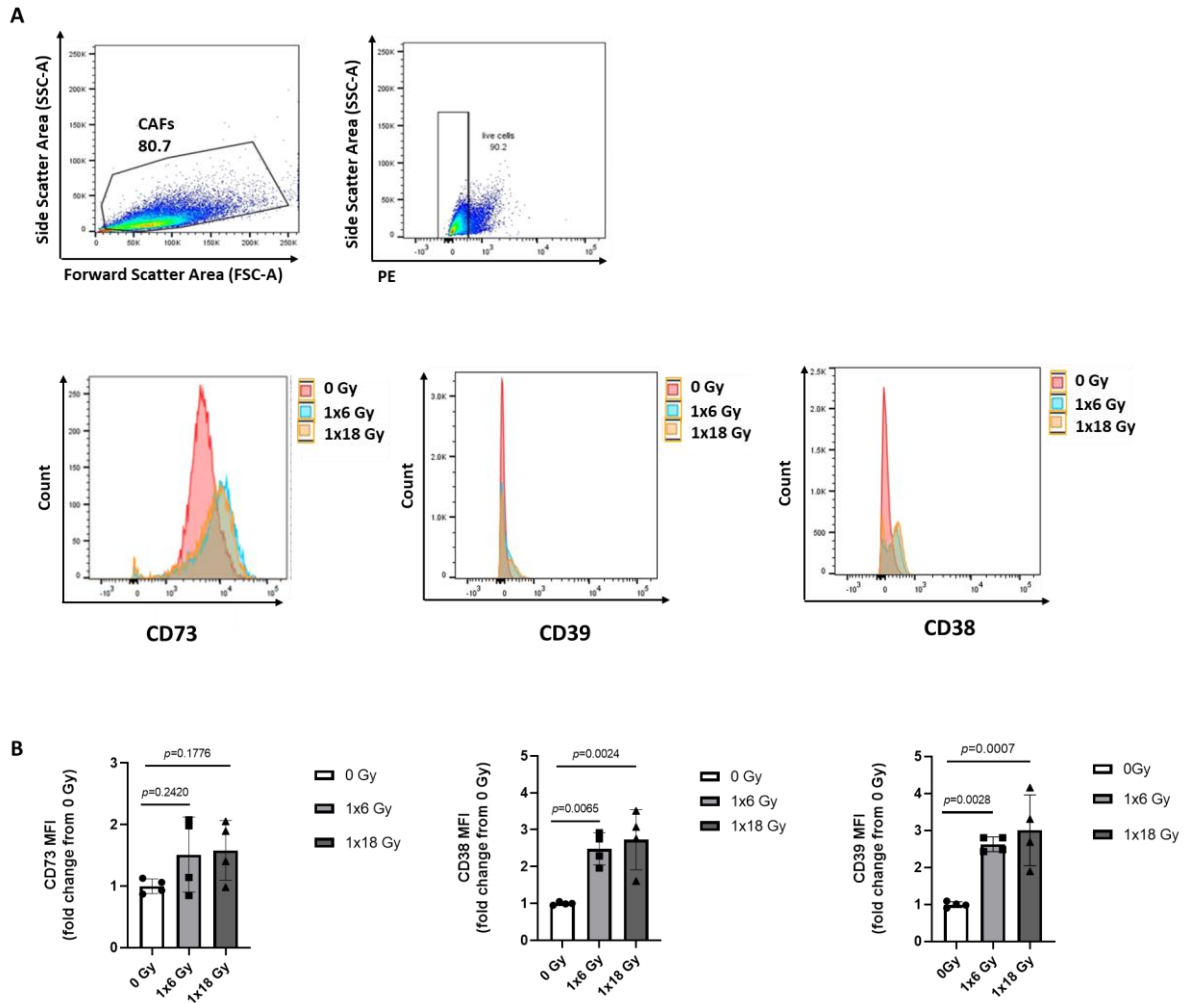 A
Side Scatter Area (SSC-A)
250K
200K
150K
100K
50K
0
CAFs
80.7
0
50K
100K
150K
200K
250K
Forward Scatter Area (FSC-A)
Side Scatter Area (SSC-A)
250K
200K
150K
100K
50K
0
live cells
90.2
-10^3
0
10^3
10^4
10^5
PE
Count
250
200
150
100
50
0
-10^3
0
10^3
10^4
10^5
CD73
0 Gy
1x6 Gy
1x18 Gy
Count
3.0K
2.0K
1.0K
0
-10^3
0
10^3
10^4
10^5
CD39
0 Gy
1x6 Gy
1x18 Gy
Count
2.5K
2.0K
1.5K
1.0K
500
0
-10^3
0
10^3
10^4
10^5
CD38
0 Gy
1x6 Gy
1x18 Gy
B
CD73 MFI
(fold change from 0 Gy)
3
2
1
0
p=0.1776
p=0.2420
0 Gy
1x6 Gy
1x18 Gy
0 Gy
1x6 Gy
1x18 Gy
CD38 MFI
(fold change from 0 Gy)
5
4
3
2
1
0
p=0.0024
p=0.0065
0 Gy
1x6 Gy
1x18 Gy
0 Gy
1x6 Gy
1x18 Gy
CD39 MFI
(fold change from 0 Gy)
5
4
3
2
1
0
p=0.0007
p=0.0028
0Gy
1x6 Gy
1x18 Gy
0Gy
1x6 Gy
1x18 Gy